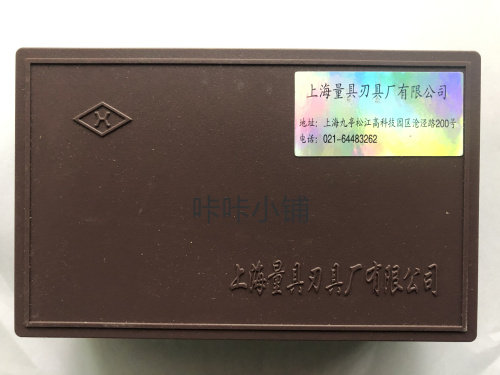 上海量具刃具厂有限公司
地址：上海九亭松江高科技园区沧泾路200号
电话：021-64483262
咔咔小铺
上海量具刃具厂有限公司